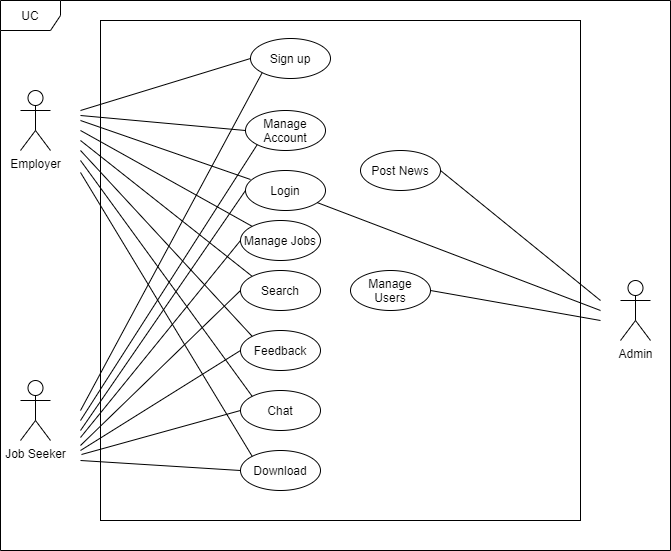 UC
Sign up
Manage
Account
Employer
Post News
Login
Manage Jobs
Search
Manage
Users
Feedback
Admin
Chat
Job Seeker
Download